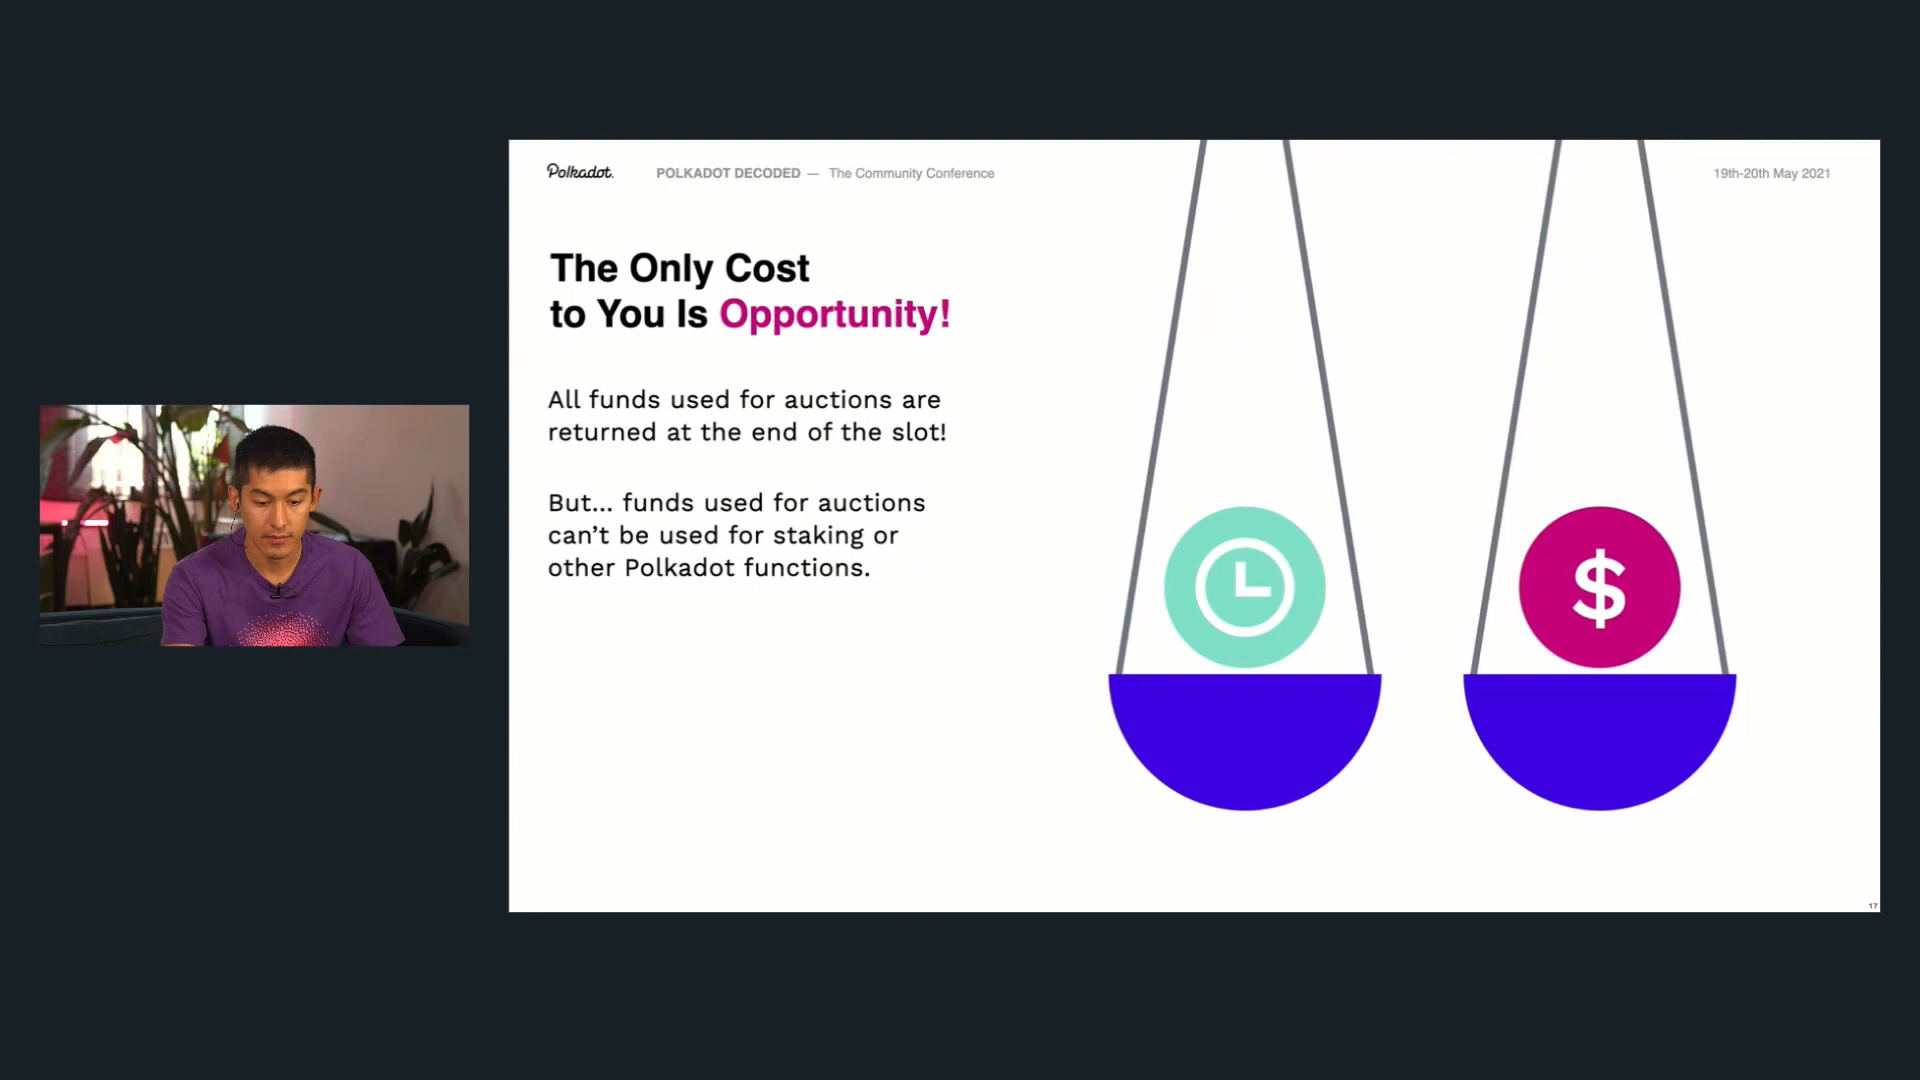 Polkadot.
POLKADOT DECODED — The Community Conference
19th-20th May 2021
The Only Cost
to You Is Opportunity!
All funds used for auctions are
returned at the end of the slot!
But... funds used for auctions
can’t be used for staking or
other Polkadot functions.
$
17